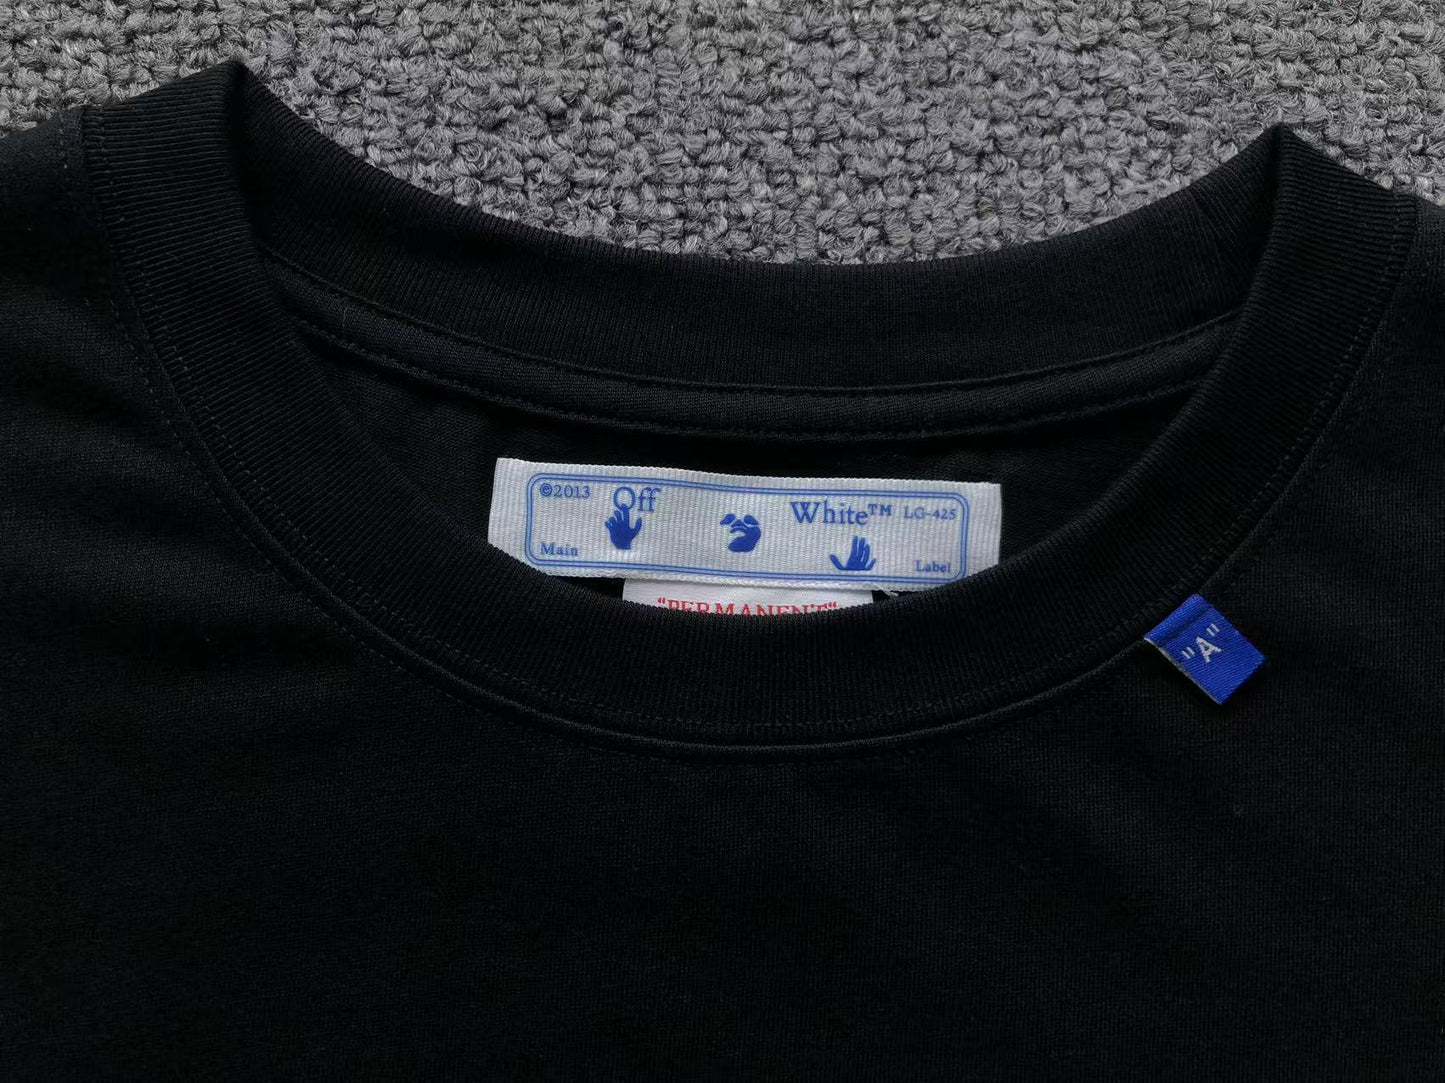 ©2013 Off White™ LG-425
Main Label
"PERMANENT"
"A"